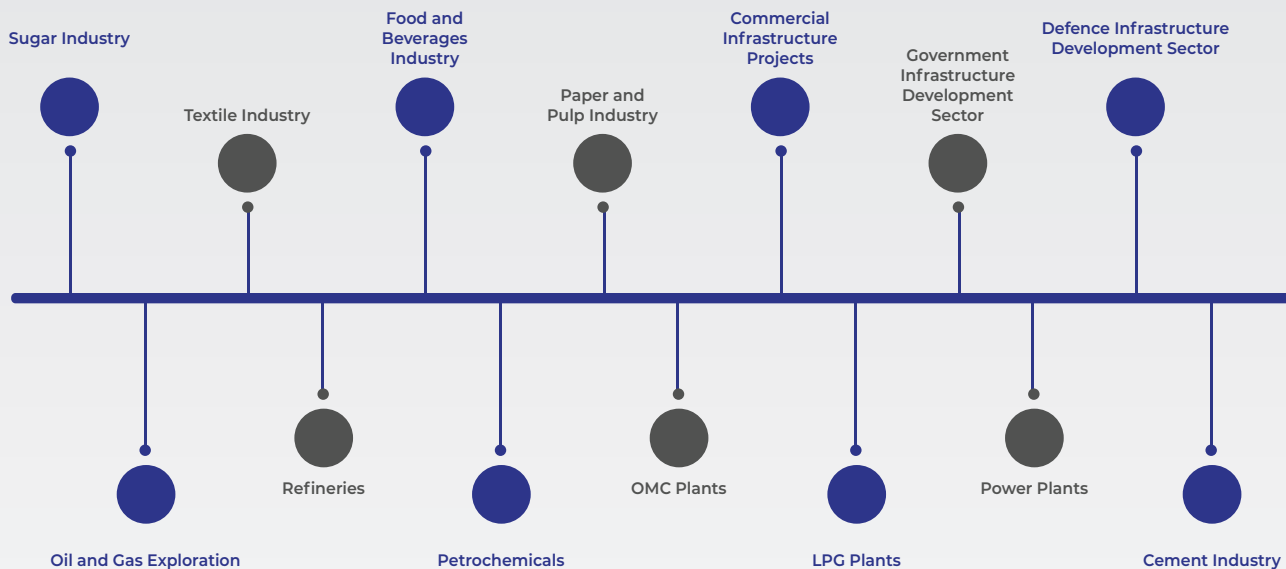 Sugar Industry
Textile Industry
Food and
Beverages
Industry
Paper and
Pulp Industry
Commercial
Infrastructure
Projects
Government
Infrastructure
Development
Sector
Defence Infrastructure
Development Sector
Oil and Gas Exploration
Refineries
Petrochemicals
OMC Plants
LPG Plants
Power Plants
Cement Industry